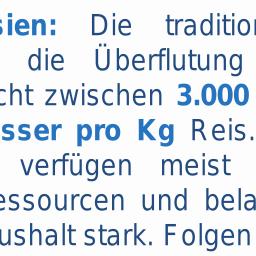 sien: Die tradition
die Überflutung
cht zwischen 3.000
sser pro Kg Reis.
verfügen meist
essourcen und bela
ushalt stark. Folgen